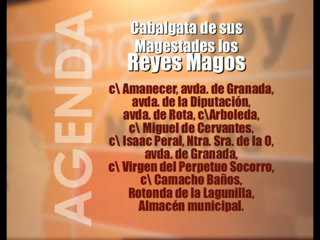 AGENDA
Cabalgata de sus
Magestades los
Reyes Magos
c\ Amanecer, avda. de Granada,
avda. de la Diputación,
avda. de Rota, c\Arboleda,
c\ Miguel de Cervantes,
c\ Isaac Peral, Ntra. Sra. de la O,
avda. de Granada,
c\ Virgen del Perpetuo Socorro,
c\ Camacho Baños,
Rotonda de la Lagunilla,
Almacén municipal.